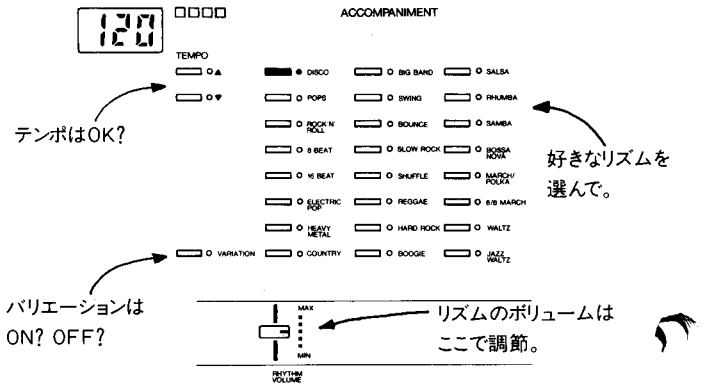 120
ACCOMPANIMENT
TEMPO
▲
▼
テンポはOK?
DISCO
BIG BAND
SALSA
POPS
SWING
RHUMBA
ROCK'N'
ROLL
BOUNCE
SAMBA
8 BEAT
SLOW ROCK
BOSSA
NOVA
16 BEAT
SHUFFLE
MARCH/
POLKA
ELECTRIC
POP
REGGAE
6/8 MARCH
HEAVY
METAL
HARD ROCK
WALTZ
VARIATION
COUNTRY
BOOGIE
JAZZ
WALTZ
好きなリズムを
選んで。
バリエーションは
ON? OFF?
MAX
MIN
RHYTHM
VOLUME
リズムのボリュームは
ここで調節。